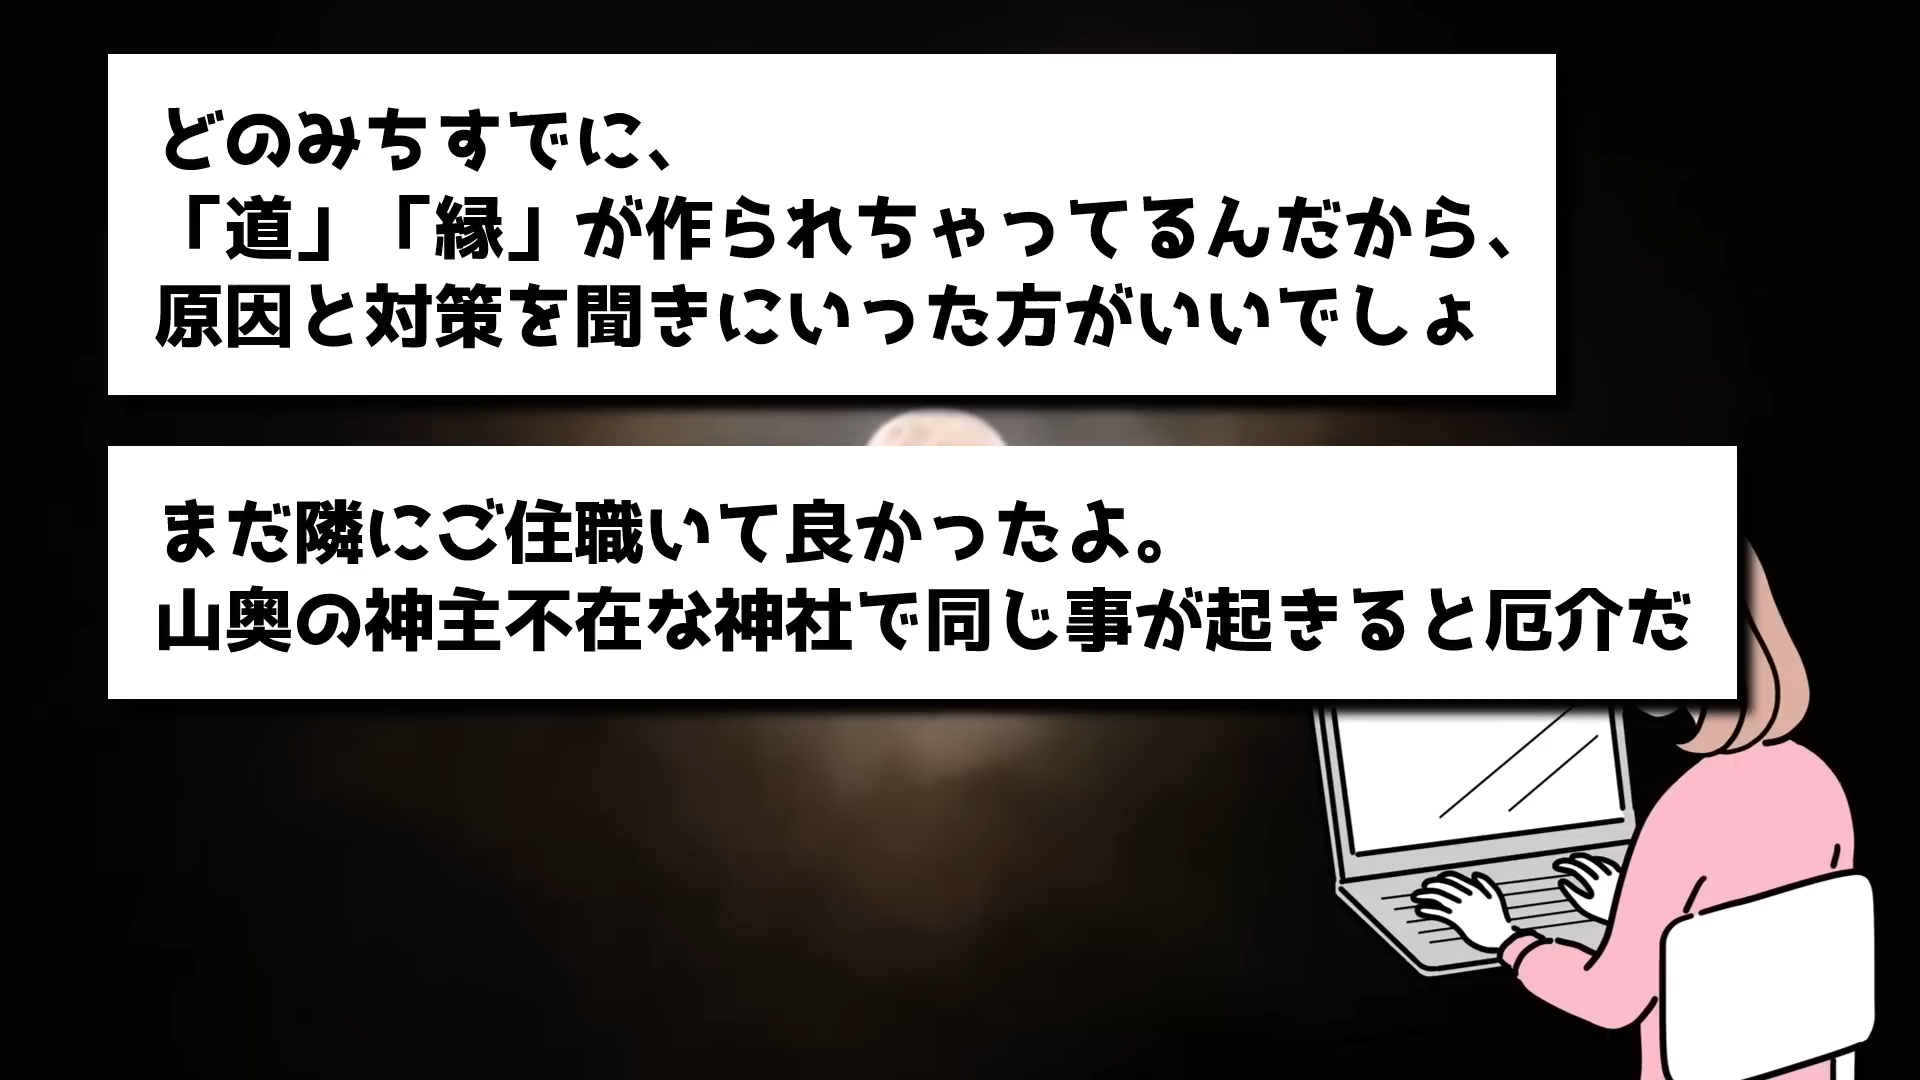 どのみちすでに、
「道」「縁」が作られちゃってるんだから、
原因と対策を聞きにいった方がいいでしょ
まだ隣にご住職いて良かったよ。
山奥の神主不在な神社で同じ事が起きると厄介だ